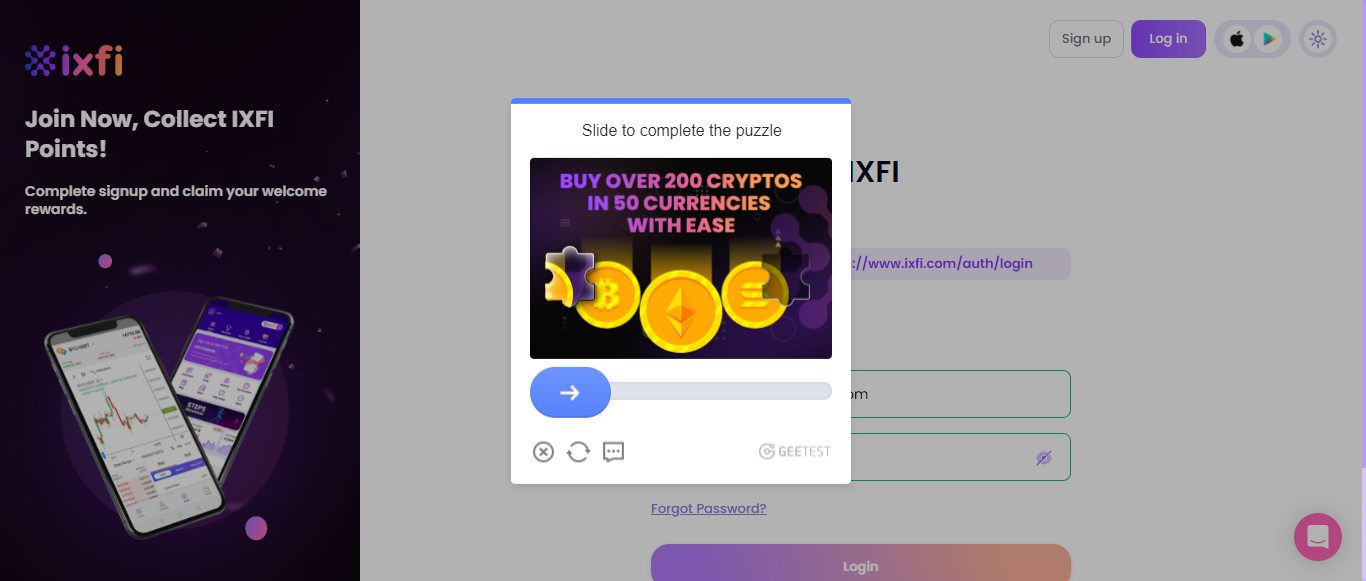 ixfi
Join Now, Collect IXFI
Points!
Complete signup and claim your welcome
rewards.
Sign up
Log in
Slide to complete the puzzle
BUY OVER 200 CRYPTOS
IN 50 CURRENCIES
WITH EASE
GEETEST
IXFI
://www.ixfi.com/auth/login
om
Forgot Password?
Login